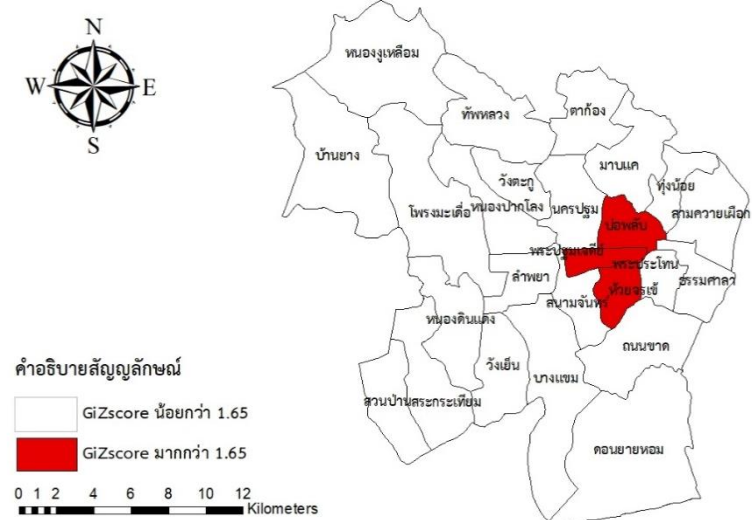 N
W E
S
หนองงูเหลือม
ทัพหลวง
ตาก้อง
บ้านยาง
มาบแค
วังตะกู
ทุ่งน้อย
โพรงมะเดื่อ
หนองปากโลง
นครปฐม
สามควายเผือก
บ่อพลับ
พระปฐมเจดีย์
พระประโทน
ลำพยา
ธรรมศาลา
ห้วยจรเข้
สนามจันทร์
หนองดินแดง
ถนนขาด
วังเย็น
บางแขม
สวนป่าน
สระกะเทียม
ดอนยายหอม
คำอธิบายสัญญลักษณ์
GiZscore น้อยกว่า 1.65
GiZscore มากกว่า 1.65
0 1 2 4 6 8 10 12
Kilometers